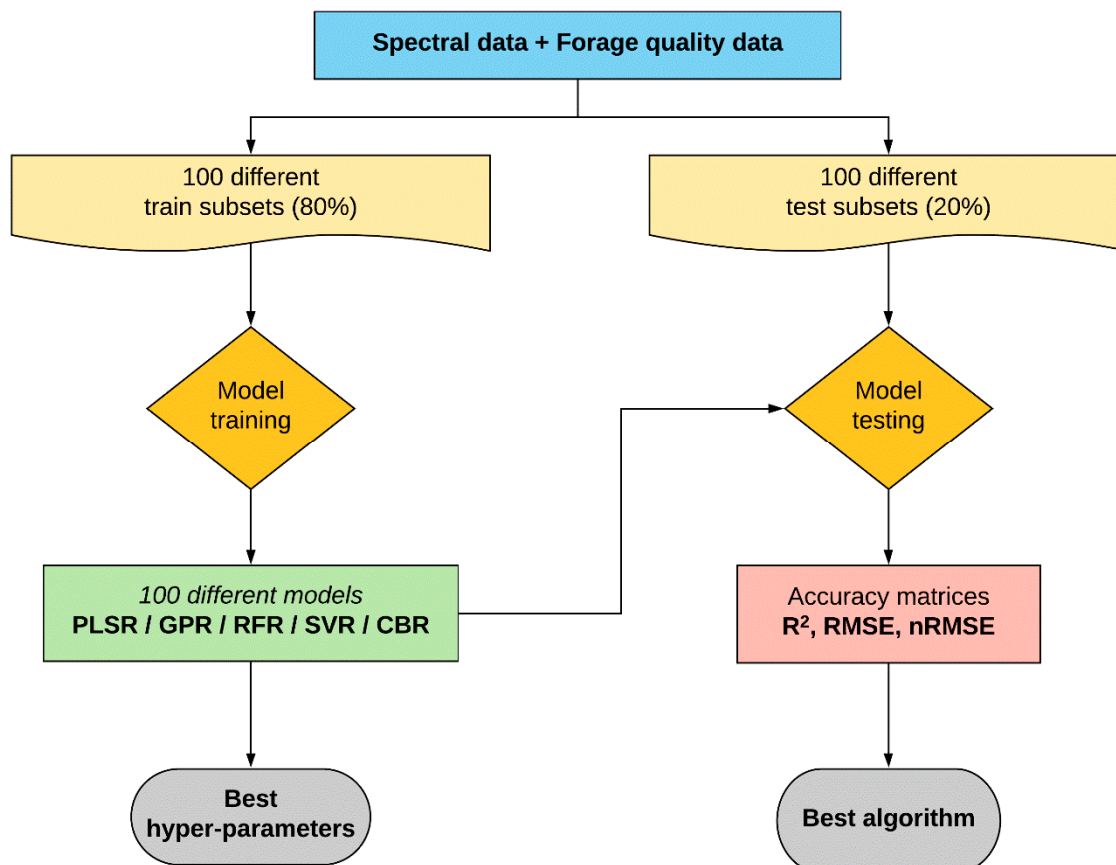 Spectral data + Forage quality data
100 different
train subsets (80%)
100 different
test subsets (20%)
Model
training
Model
testing
100 different models
PLSR / GPR / RFR / SVR / CBR
Accuracy matrices
R², RMSE, nRMSE
Best
hyper-parameters
Best algorithm